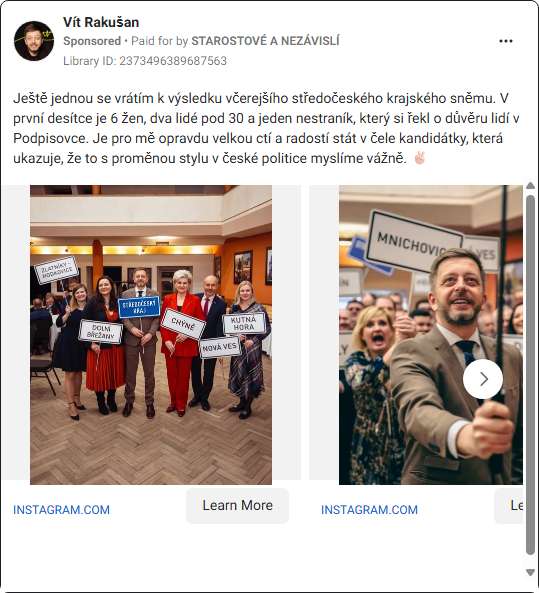 Vít Rakušan
Sponsored • Paid for by STAROSTOVÉ A NEZÁVISLÍ
Library ID: 2373496389687563
Ještě jednou se vrátím k výsledku včerejšího středočeského krajského sněmu. V
první desítce je 6 žen, dva lidé pod 30 a jeden nestraník, který si řekl o důvěru lidí v
Podpisovce. Je pro mě opravdu velkou ctí a radostí stát v čele kandidátky, která
ukazuje, že to s proměnou stylu v české politice myslíme vážně. ✌🏻
ZLATNÍKY-
HODKOVICE
DOLNÍ
BŘEŽANY
STŘEDOČESKÝ
KRAJ
CHÝNĚ
NOVÁ VES
KUTNÁ
HORA
MNICHOVIC
VÁ VES
INSTAGRAM.COM
Learn More
INSTAGRAM.COM
Le